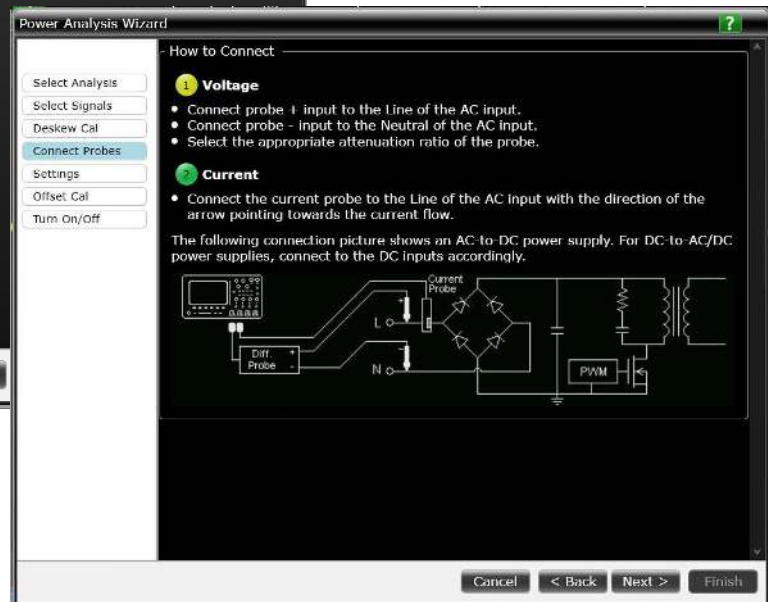 Power Analysis Wizard
?
Select Analysis
Select Signals
Deskew Cal
Connect Probes
Settings
Offset Cal
Turn On/Off
How to Connect
1 Voltage
• Connect probe + input to the Line of the AC input.
• Connect probe - input to the Neutral of the AC input.
• Select the appropriate attenuation ratio of the probe.
2 Current
• Connect the current probe to the Line of the AC input with the direction of the
arrow pointing towards the current flow.
The following connection picture shows an AC-to-DC power supply. For DC-to-AC/DC
power supplies, connect to the DC inputs accordingly.
Current
Probe
+
L
Diff. +
Probe -
-
N
PWM
Cancel
< Back
Next >
Finish